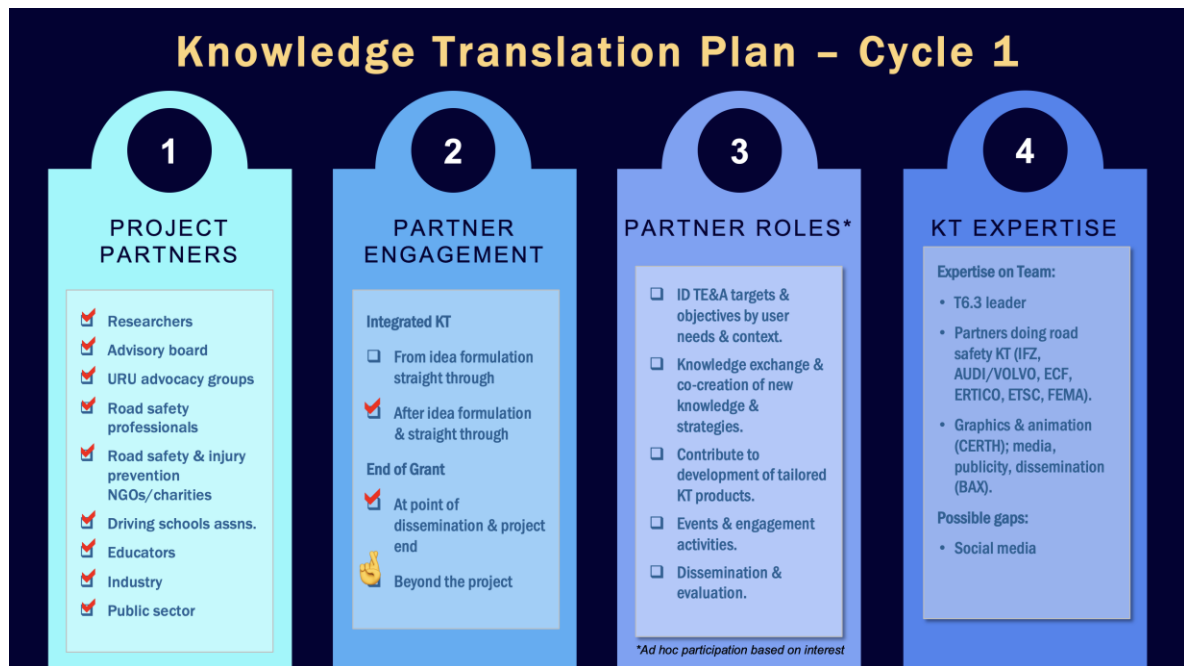 Knowledge Translation Plan – Cycle 1
1
PROJECT
PARTNERS
Researchers
Advisory board
URU advocacy groups
Road safety
professionals
Road safety & injury
prevention
NGOs/charities
Driving schools assns.
Educators
Industry
Public sector
2
PARTNER
ENGAGEMENT
Integrated KT
From idea formulation
straight through
After idea formulation
& straight through
End of Grant
At point of
dissemination & project
end
Beyond the project
3
PARTNER ROLES*
ID TE&A targets &
objectives by user
needs & context.
Knowledge exchange &
co-creation of new
knowledge &
strategies.
Contribute to
development of tailored
KT products.
Events & engagement
activities.
Dissemination &
evaluation.
*Ad hoc participation based on interest
4
KT EXPERTISE
Expertise on Team:
• T6.3 leader
• Partners doing road
safety KT (IFZ,
AUDI/VOLVO, ECF,
ERTICO, ETSC, FEMA).
• Graphics & animation
(CERTH); media,
publicity, dissemination
(BAX).
Possible gaps:
• Social media